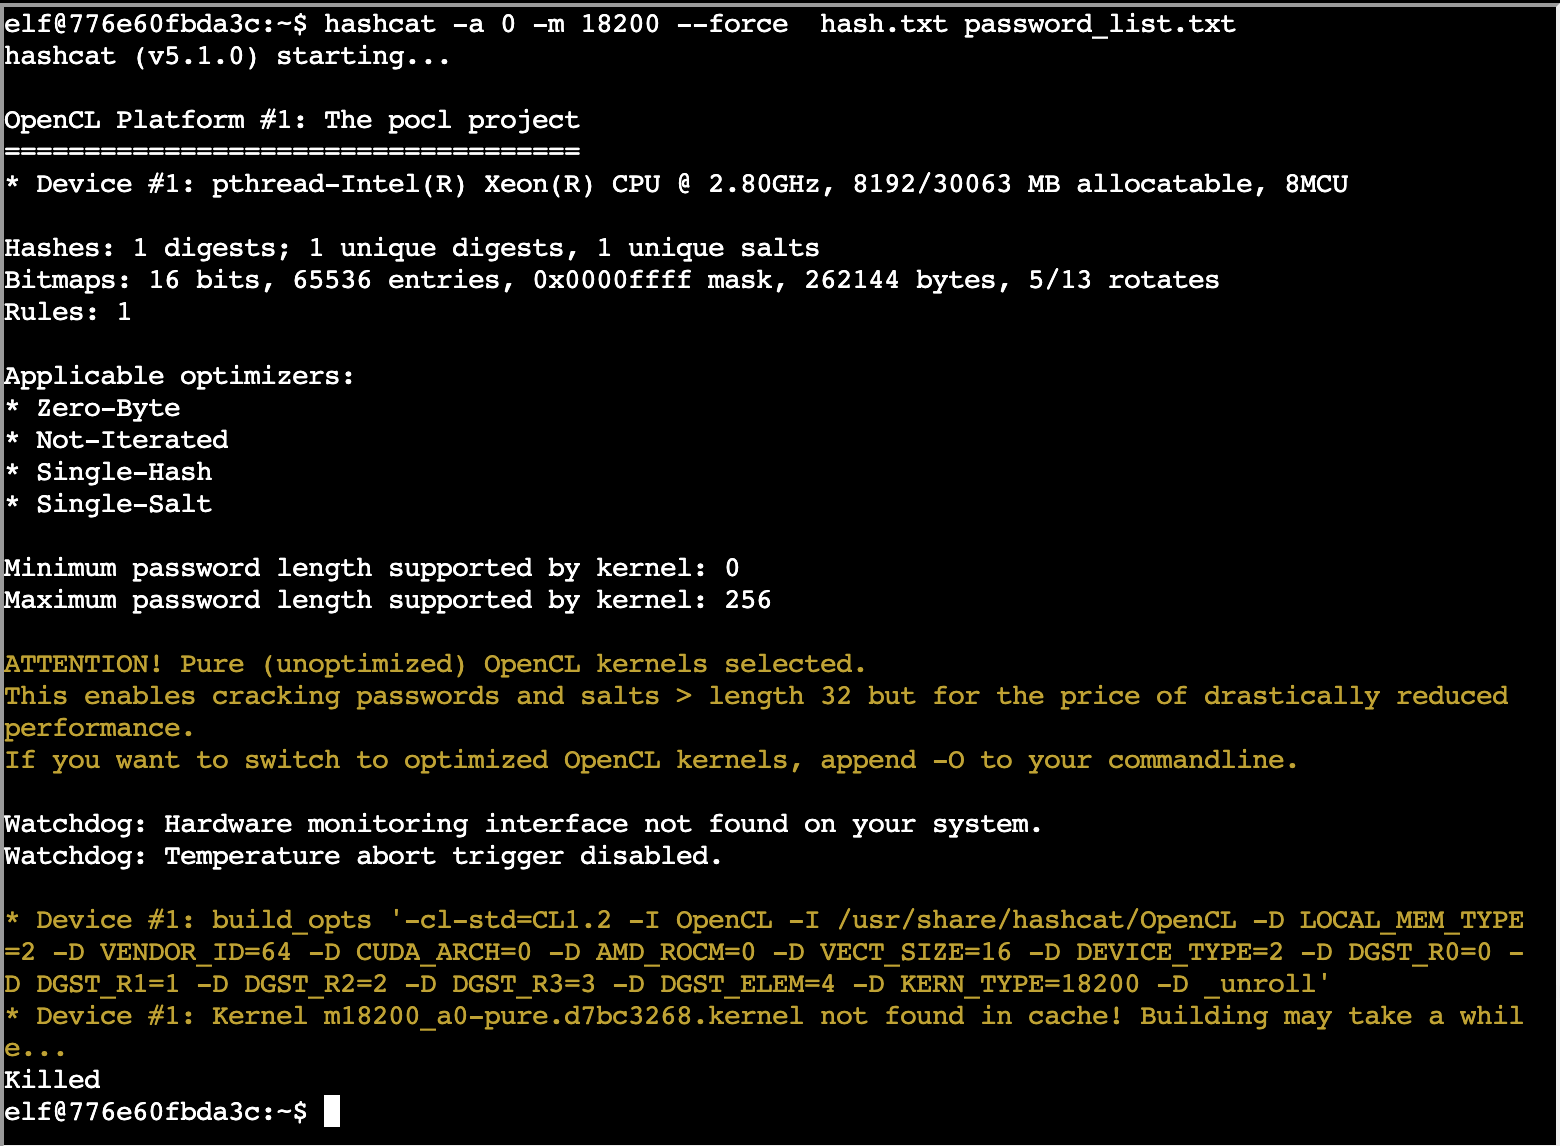 elf@776e60fbda3c:~$ hashcat -a 0 -m 18200 --force  hash.txt password_list.txt
hashcat (v5.1.0) starting...
OpenCL Platform #1: The pocl project
====================================
* Device #1: pthread-Intel(R) Xeon(R) CPU @ 2.80GHz, 8192/30063 MB allocatable, 8MCU
Hashes: 1 digests; 1 unique digests, 1 unique salts
Bitmaps: 16 bits, 65536 entries, 0x0000ffff mask, 262144 bytes, 5/13 rotates
Rules: 1
Applicable optimizers:
* Zero-Byte
* Not-Iterated
* Single-Hash
* Single-Salt
Minimum password length supported by kernel: 0
Maximum password length supported by kernel: 256
ATTENTION! Pure (unoptimized) OpenCL kernels selected.
This enables cracking passwords and salts > length 32 but for the price of drastically reduced
performance.
If you want to switch to optimized OpenCL kernels, append -O to your commandline.
Watchdog: Hardware monitoring interface not found on your system.
Watchdog: Temperature abort trigger disabled.
* Device #1: build_opts '-cl-std=CL1.2 -I OpenCL -I /usr/share/hashcat/OpenCL -D LOCAL_MEM_TYPE
=2 -D VENDOR_ID=64 -D CUDA_ARCH=0 -D AMD_ROCM=0 -D VECT_SIZE=16 -D DEVICE_TYPE=2 -D DGST_R0=0 -
D DGST_R1=1 -D DGST_R2=2 -D DGST_R3=3 -D DGST_ELEM=4 -D KERN_TYPE=18200 -D _unroll'
* Device #1: Kernel m18200_a0-pure.d7bc3268.kernel not found in cache! Building may take a whil
e...
Killed
elf@776e60fbda3c:~$